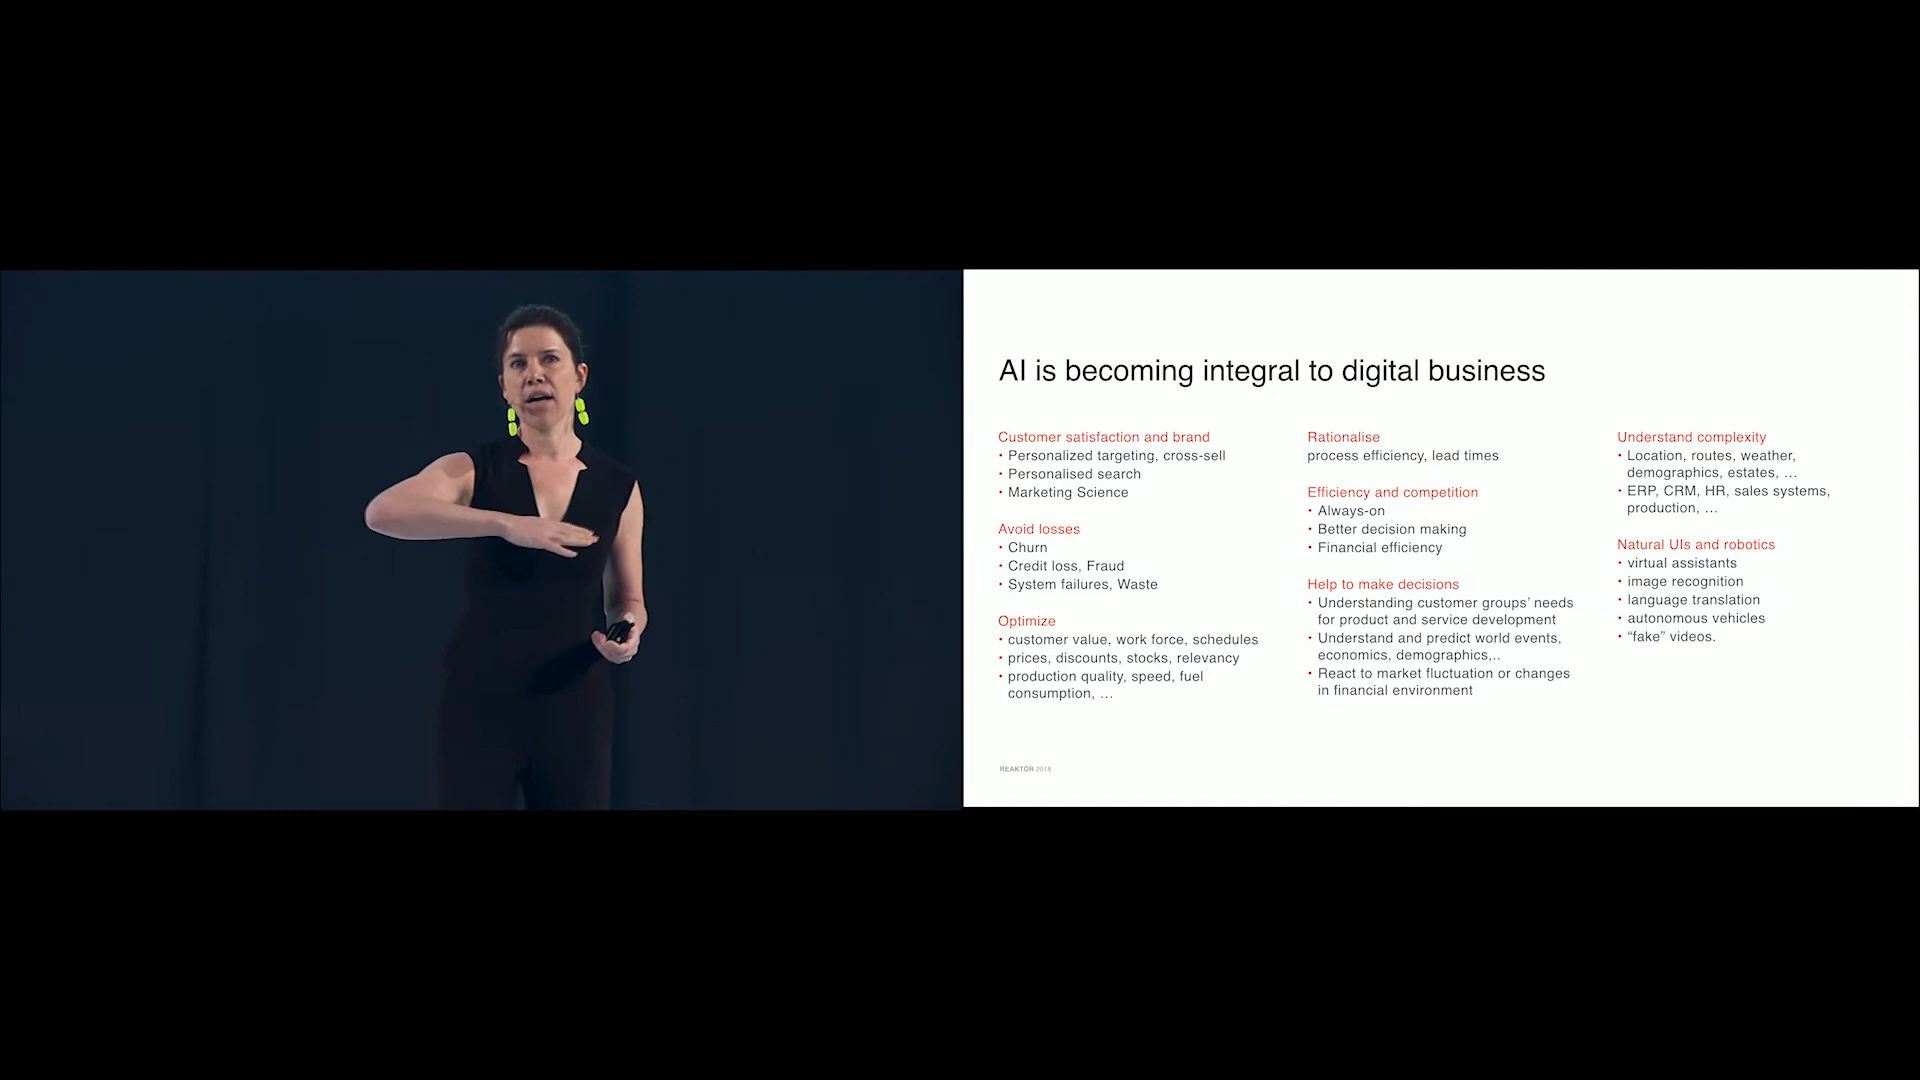 AI is becoming integral to digital business
Customer satisfaction and brand
• Personalized targeting, cross-sell
• Personalised search
• Marketing Science
Avoid losses
• Churn
• Credit loss, Fraud
• System failures, Waste
Optimize
• customer value, work force, schedules
• prices, discounts, stocks, relevancy
• production quality, speed, fuel
consumption, …
Rationalise
process efficiency, lead times
Efficiency and competition
• Always-on
• Better decision making
• Financial efficiency
Help to make decisions
• Understanding customer groups’ needs
for product and service development
• Understand and predict world events,
economics, demographics,..
• React to market fluctuation or changes
in financial environment
Understand complexity
• Location, routes, weather,
demographics, estates, …
• ERP, CRM, HR, sales systems,
production, …
Natural UIs and robotics
• virtual assistants
• image recognition
• language translation
• autonomous vehicles
• “fake” videos.
REAKTOR 2018